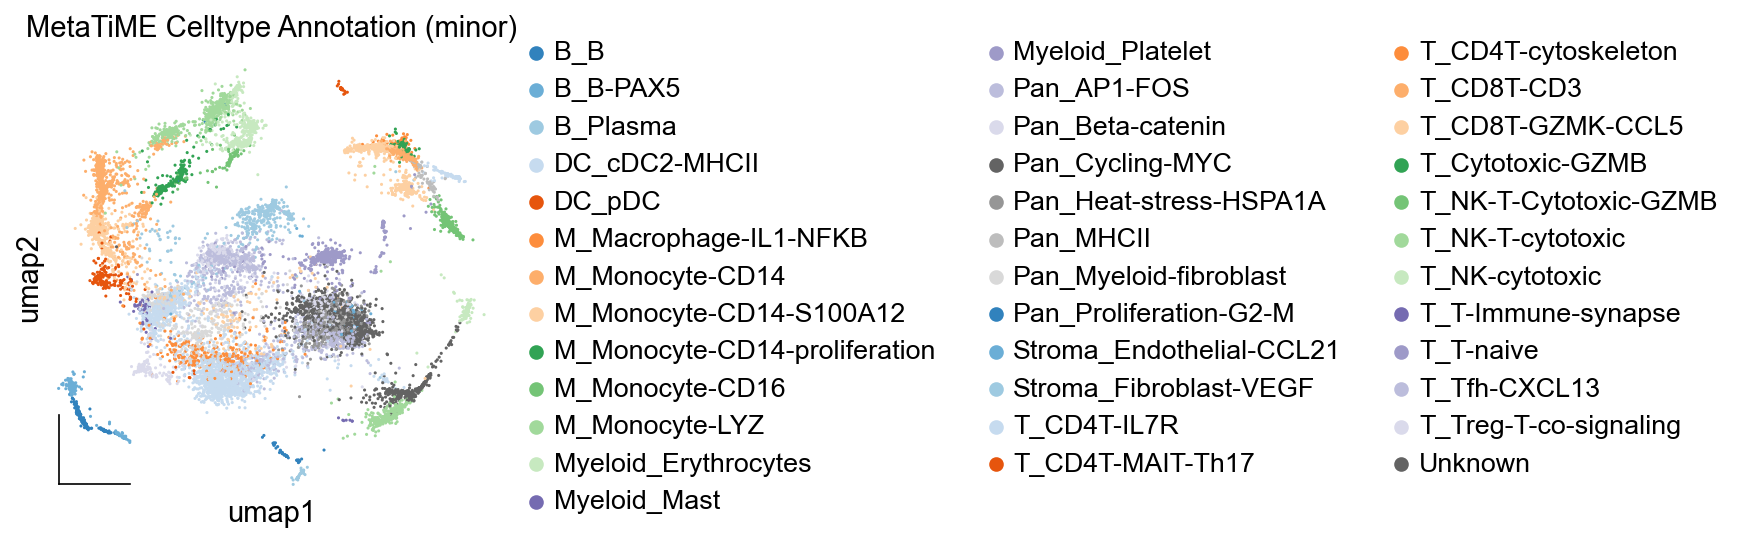 MetaTiME Celltype Annotation (minor)
umap2
umap1
B_B
B_B-PAX5
B_Plasma
DC_cDC2-MHCII
DC_pDC
M_Macrophage-IL1-NFKB
M_Monocyte-CD14
M_Monocyte-CD14-S100A12
M_Monocyte-CD14-proliferation
M_Monocyte-CD16
M_Monocyte-LYZ
Myeloid_Erythrocytes
Myeloid_Mast
Myeloid_Platelet
Pan_AP1-FOS
Pan_Beta-catenin
Pan_Cycling-MYC
Pan_Heat-stress-HSPA1A
Pan_MHCII
Pan_Myeloid-fibroblast
Pan_Proliferation-G2-M
Stroma_Endothelial-CCL21
Stroma_Fibroblast-VEGF
T_CD4T-IL7R
T_CD4T-MAIT-Th17
T_CD4T-cytoskeleton
T_CD8T-CD3
T_CD8T-GZMK-CCL5
T_Cytotoxic-GZMB
T_NK-T-Cytotoxic-GZMB
T_NK-T-cytotoxic
T_NK-cytotoxic
T_T-Immune-synapse
T_T-naive
T_Tfh-CXCL13
T_Treg-T-co-signaling
Unknown